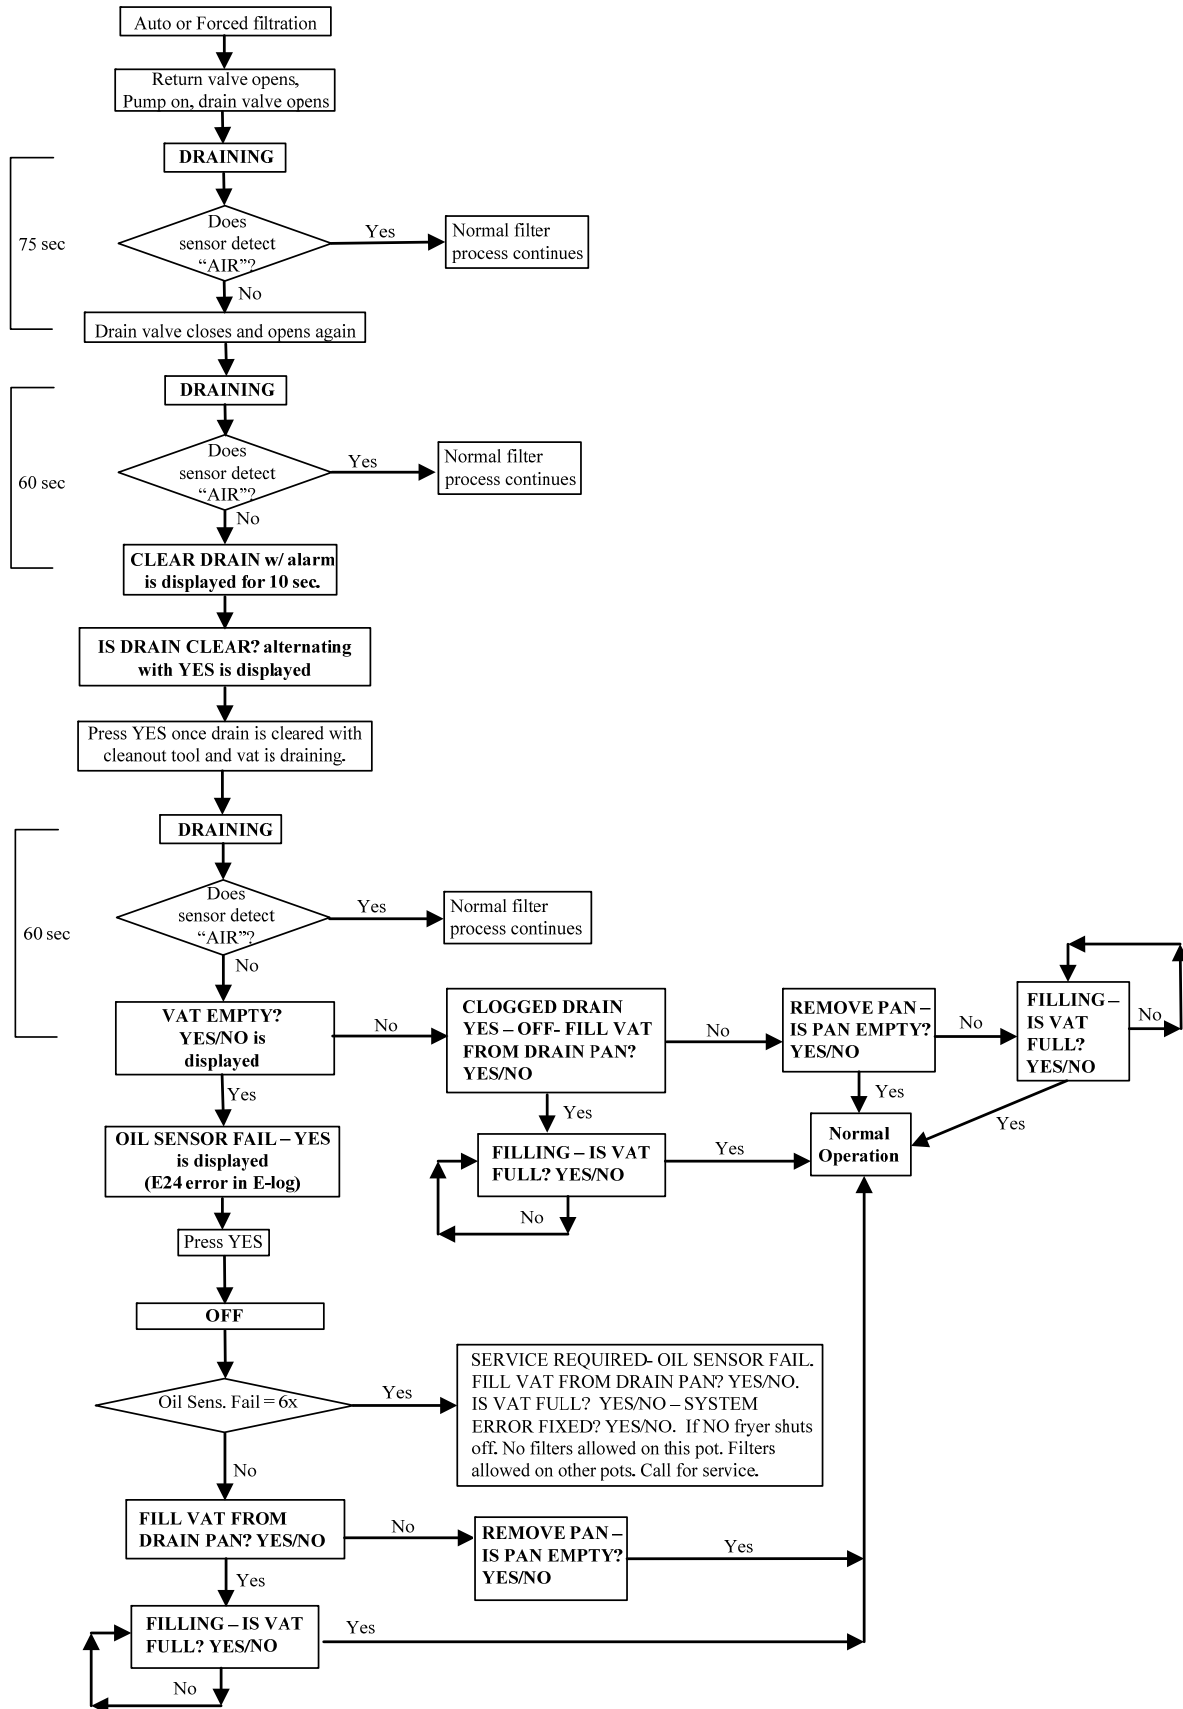 Auto or Forced filtration
Return valve opens,
Pump on, drain valve opens
DRAINING
75 sec
Does
sensor detect
“AIR”?
Yes
Normal filter
process continues
No
Drain valve closes and opens again
DRAINING
60 sec
Does
sensor detect
“AIR”?
Yes
Normal filter
process continues
No
CLEAR DRAIN w/ alarm
is displayed for 10 sec.
IS DRAIN CLEAR? alternating
with YES is displayed
Press YES once drain is cleared with
cleanout tool and vat is draining.
DRAINING
60 sec
Does
sensor detect
“AIR”?
Yes
Normal filter
process continues
No
VAT EMPTY?
YES/NO is
displayed
No
CLOGGED DRAIN
YES – OFF- FILL VAT
FROM DRAIN PAN?
YES/NO
No
REMOVE PAN –
IS PAN EMPTY?
YES/NO
No
FILLING –
IS VAT
FULL?
YES/NO
No
Yes
Yes
Yes
Yes
OIL SENSOR FAIL – YES
is displayed
(E24 error in E-log)
FILLING – IS VAT
FULL? YES/NO
Yes
Normal
Operation
No
Press YES
OFF
Oil Sens. Fail = 6x
Yes
SERVICE REQUIRED- OIL SENSOR FAIL.
FILL VAT FROM DRAIN PAN? YES/NO.
IS VAT FULL? YES/NO – SYSTEM
ERROR FIXED? YES/NO. If NO fryer shuts
off. No filters allowed on this pot. Filters
allowed on other pots. Call for service.
No
FILL VAT FROM
DRAIN PAN? YES/NO
No
REMOVE PAN –
IS PAN EMPTY?
YES/NO
Yes
Yes
FILLING – IS VAT
FULL? YES/NO
Yes
No